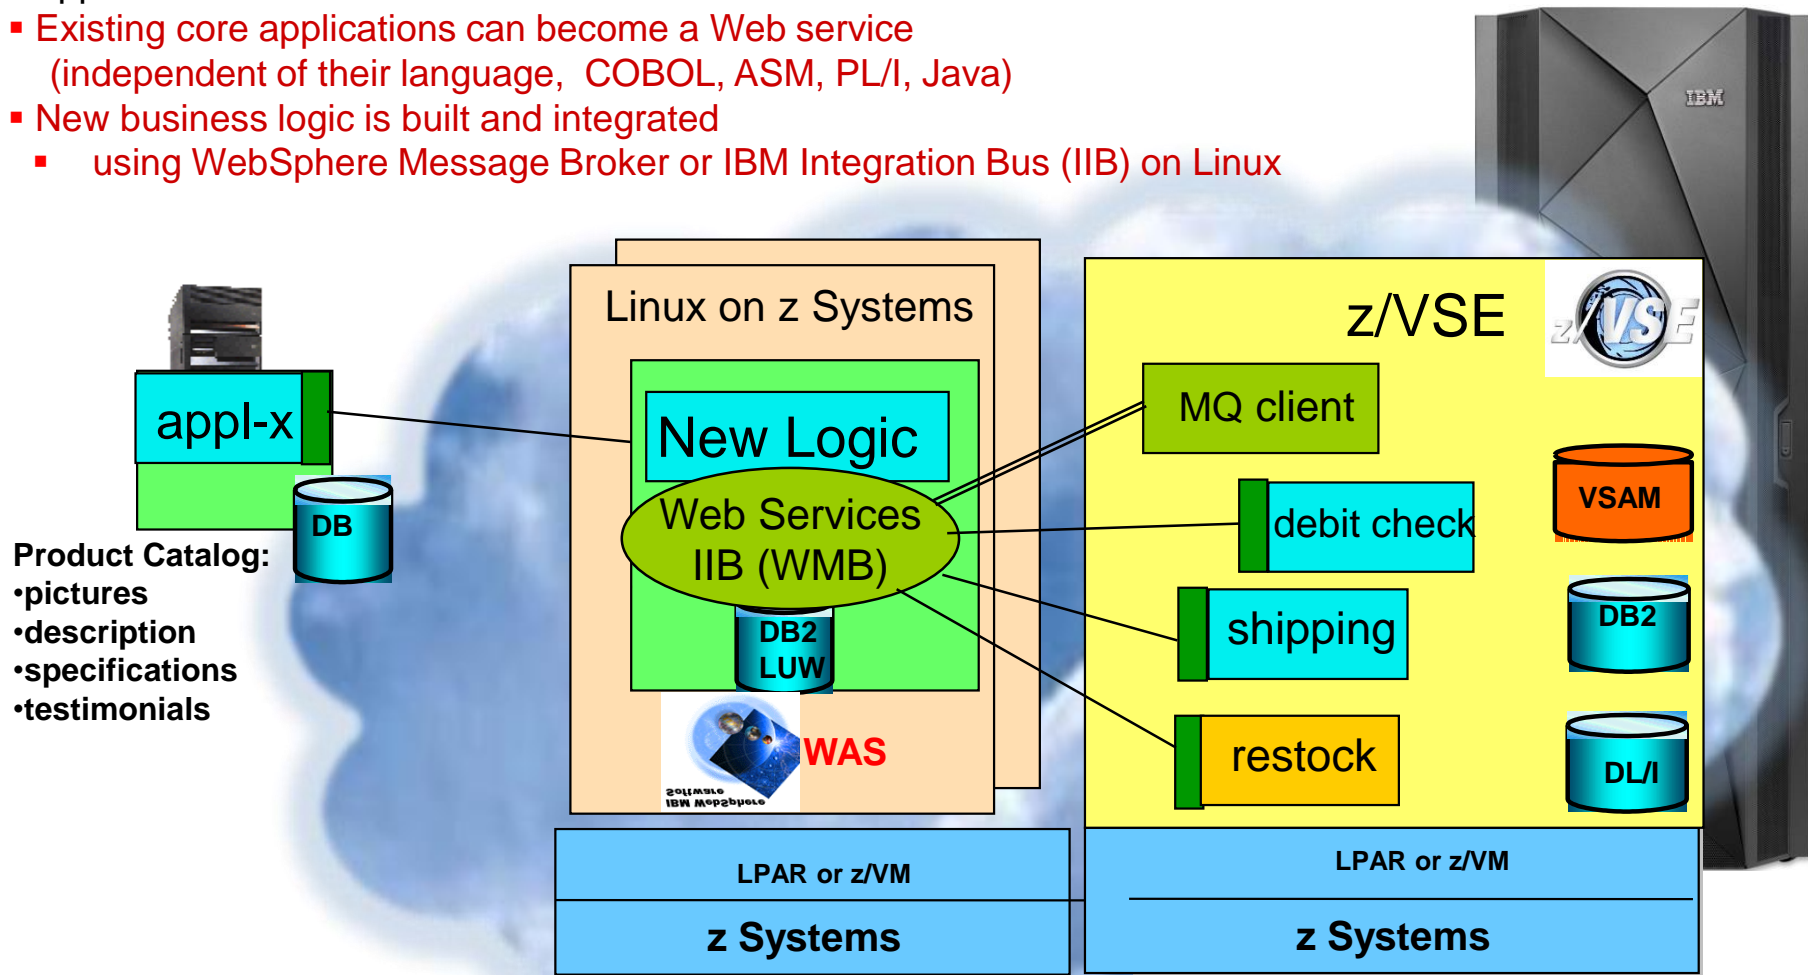 ▪ Existing core applications can become a Web service
(independent of their language, COBOL, ASM, PL/I, Java)
▪ New business logic is built and integrated
▪ using WebSphere Message Broker or IBM Integration Bus (IIB) on Linux
IBM
Linux on z Systems
z/VSE
z/VSE
appl-x
New Logic
MQ client
Web Services
IIB (WMB)
debit check
VSAM
DB
Product Catalog:
•pictures
•description
•specifications
•testimonials
DB2
LUW
shipping
DB2
WAS
IBM WebSphere
Software
restock
DL/I
LPAR or z/VM
z Systems
LPAR or z/VM
z Systems